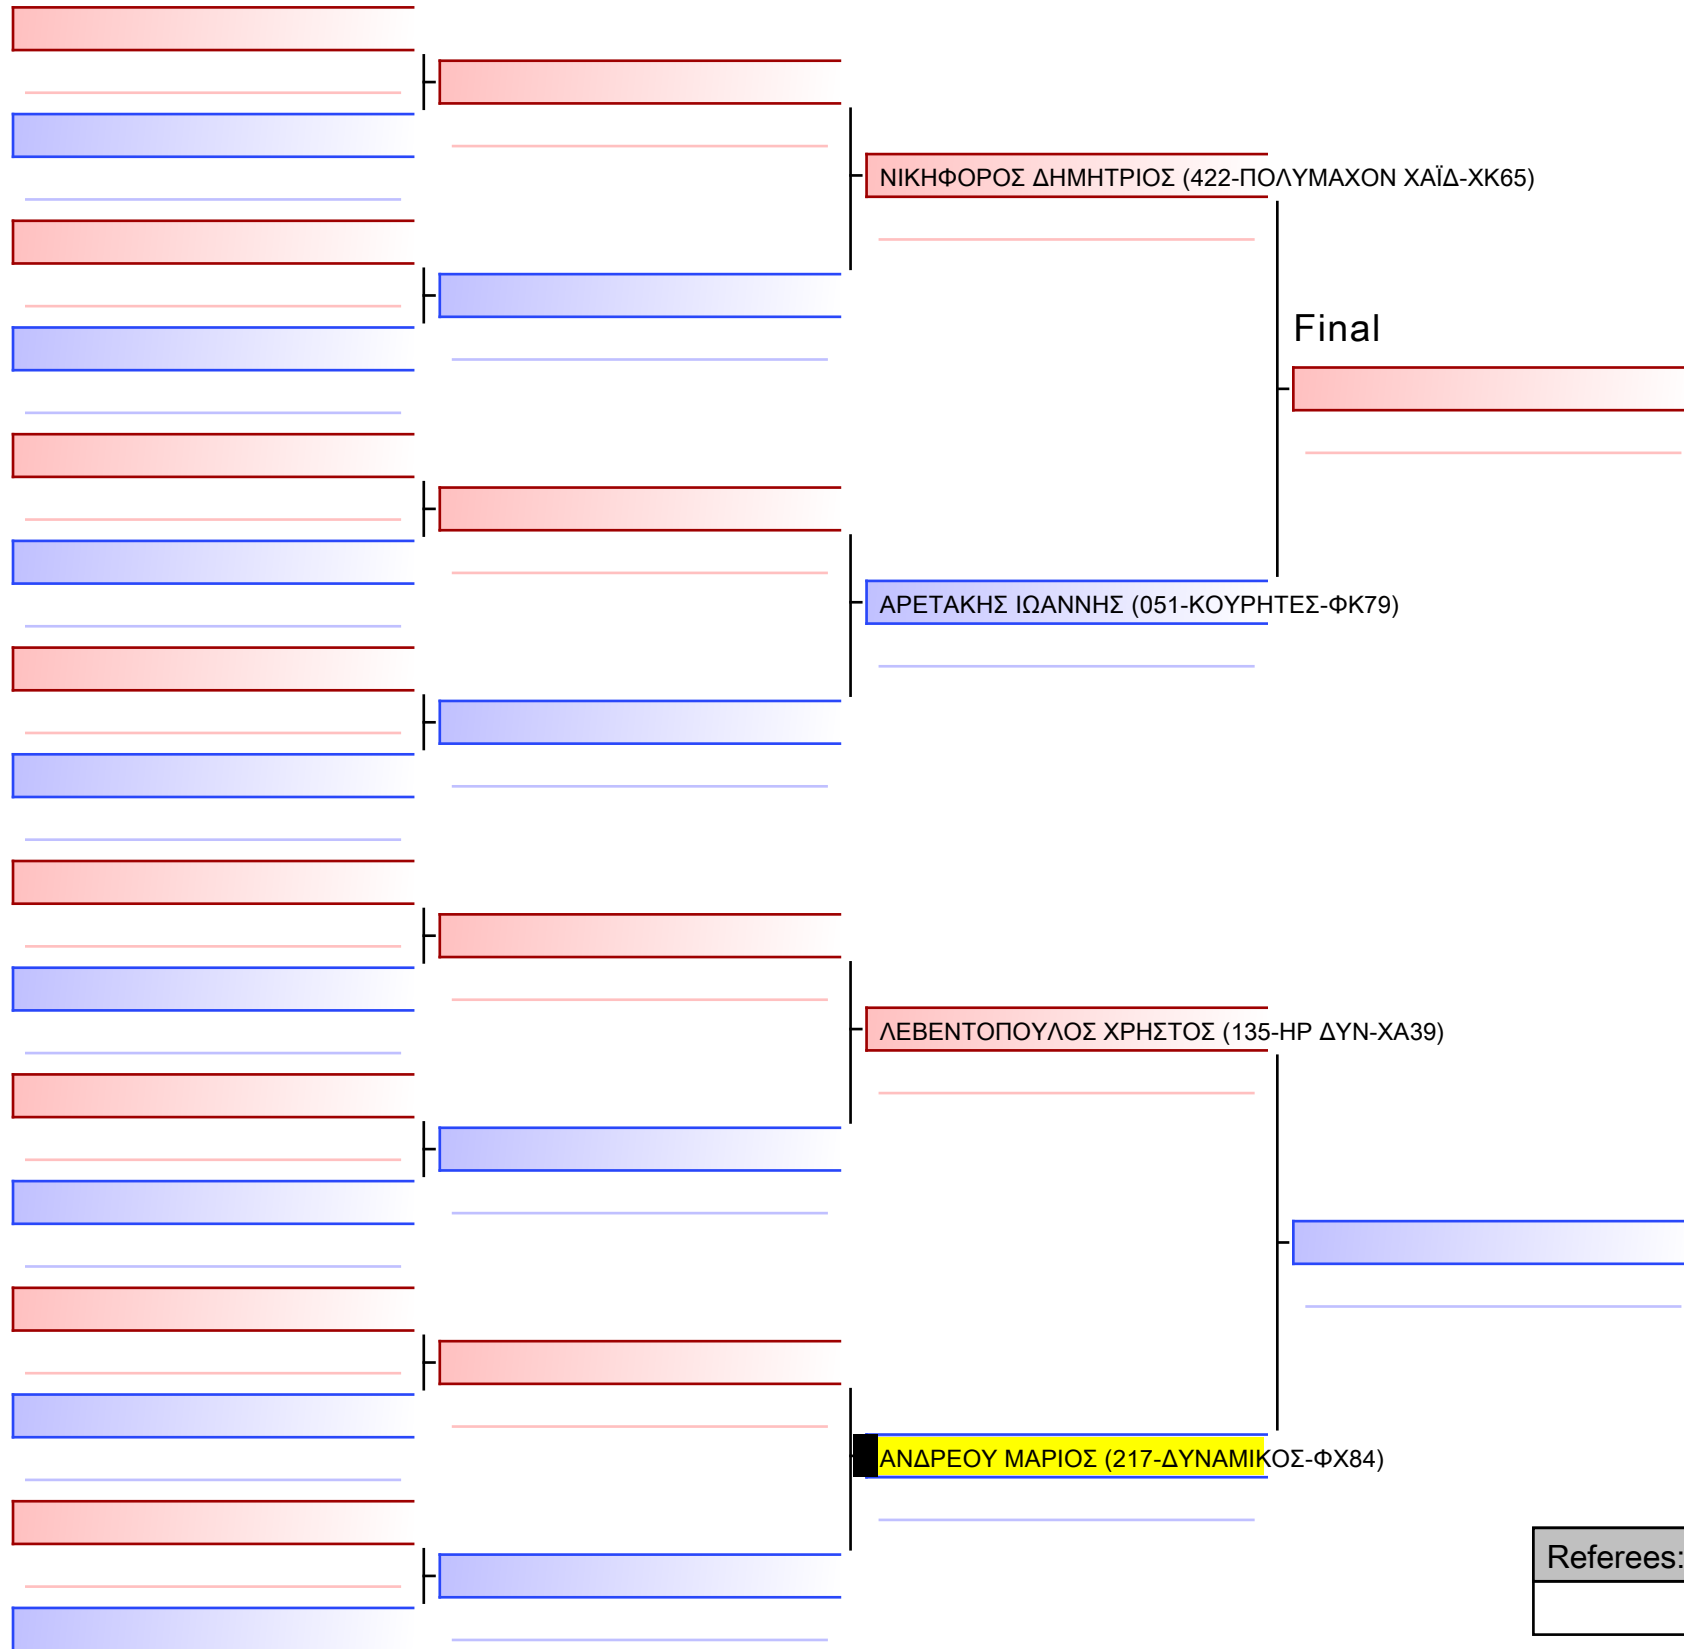 ΝΙΚΗΦΟΡΟΣ ΔΗΜΗΤΡΙΟΣ (422-ΠΟΛΥΜΑΧΟΝ ΧΑΪΔ-ΧΚ65)
Final
ΑΡΕΤΑΚΗΣ ΙΩΑΝΝΗΣ (051-ΚΟΥΡΗΤΕΣ-ΦΚ79)
ΛΕΒΕΝΤΟΠΟΥΛΟΣ ΧΡΗΣΤΟΣ (135-ΗΡ ΔΥΝ-ΧΑ39)
ΑΝΔΡΕΟΥ ΜΑΡΙΟΣ (217-ΔΥΝΑΜΙΚΟΣ-ΦΧ84)
Referees: